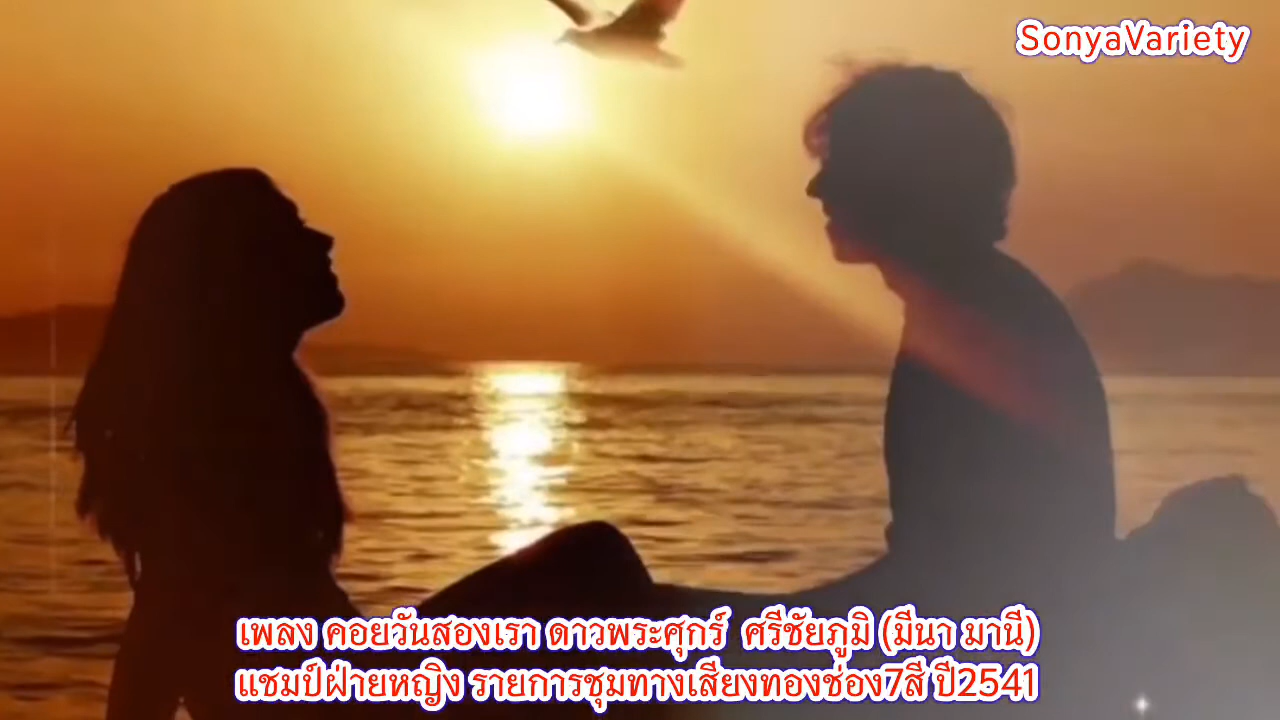 SonyaVariety
เพลง คอยวันสองเรา ดาวพระศุกร์ ศรีชัยภูมิ (มีนา มานี)
แชมป์ฝ่ายหญิง รายการชุมทางเสียงทองช่อง7สี ปี2541